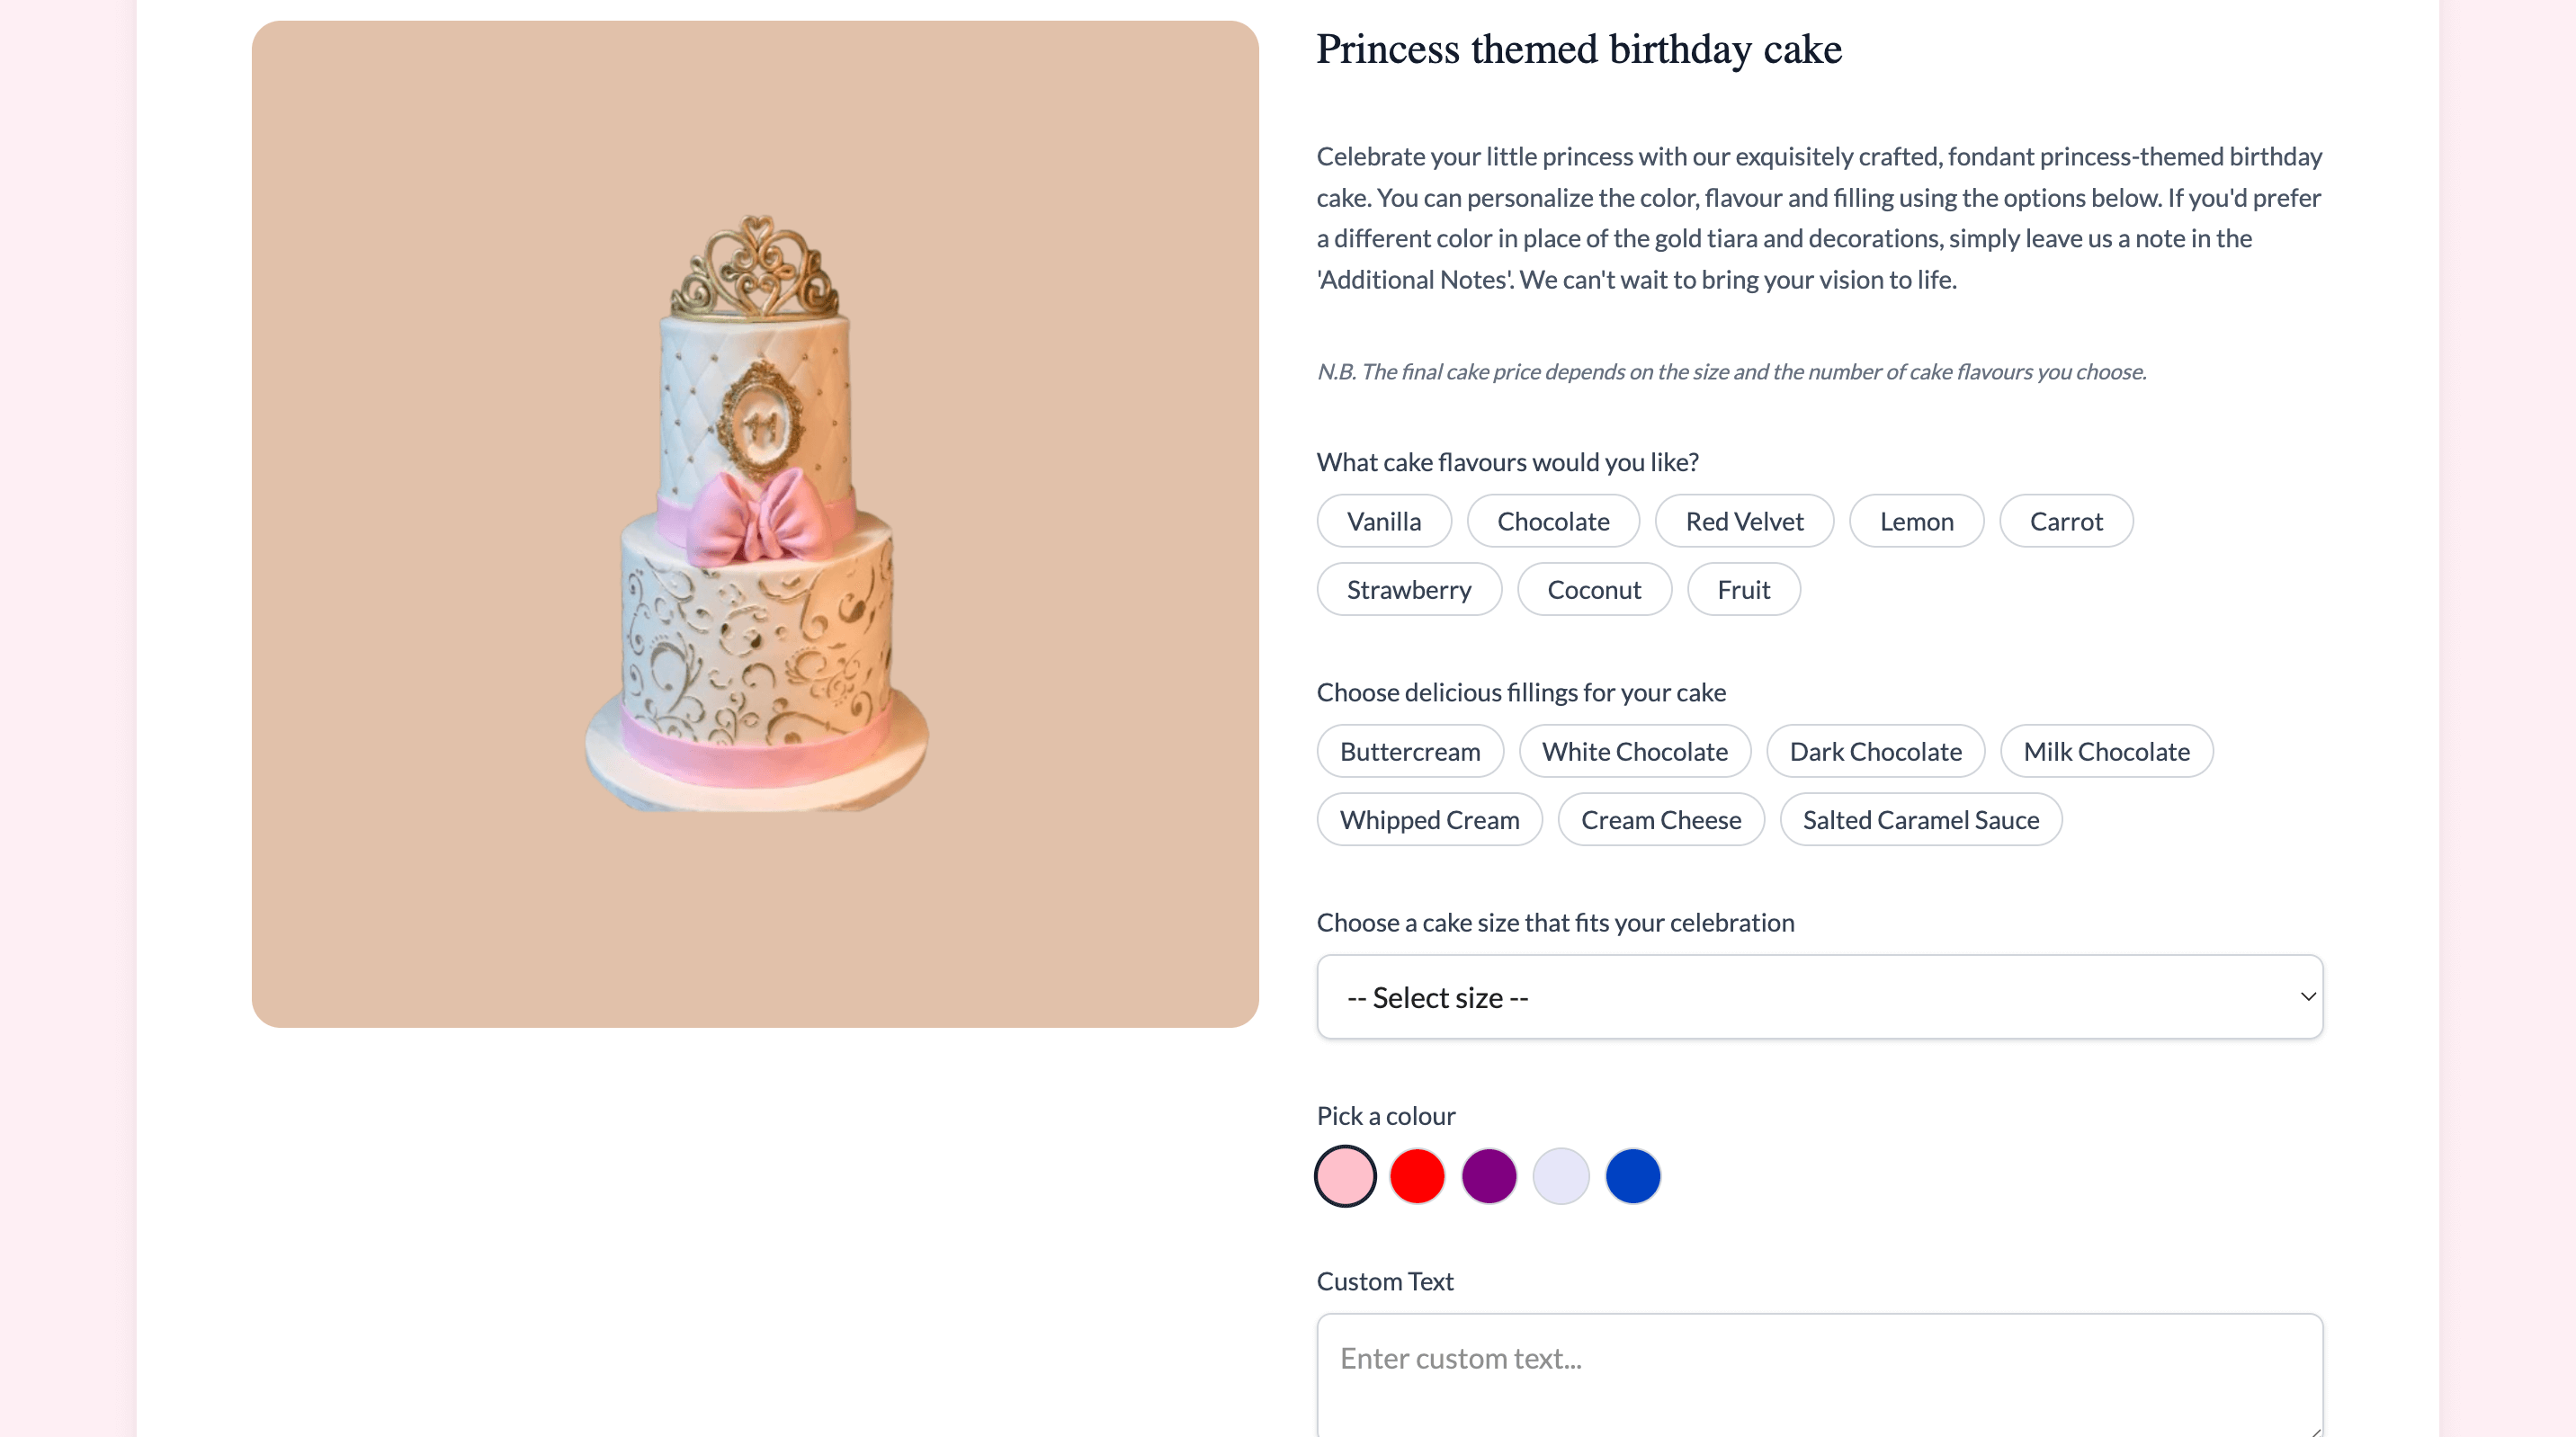 Princess themed birthday cake
Celebrate your little princess with our exquisitely crafted, fondant princess-themed birthday
cake. You can personalize the color, flavour and filling using the options below. If you'd prefer
a different color in place of the gold tiara and decorations, simply leave us a note in the
'Additional Notes'. We can't wait to bring your vision to life.
N.B. The final cake price depends on the size and the number of cake flavours you choose.
What cake flavours would you like?
Vanilla Chocolate Red Velvet Lemon Carrot
Strawberry Coconut Fruit
Choose delicious fillings for your cake
Buttercream White Chocolate Dark Chocolate Milk Chocolate
Whipped Cream Cream Cheese Salted Caramel Sauce
Choose a cake size that fits your celebration
-- Select size --
Pick a colour
Custom Text
Enter custom text...
11